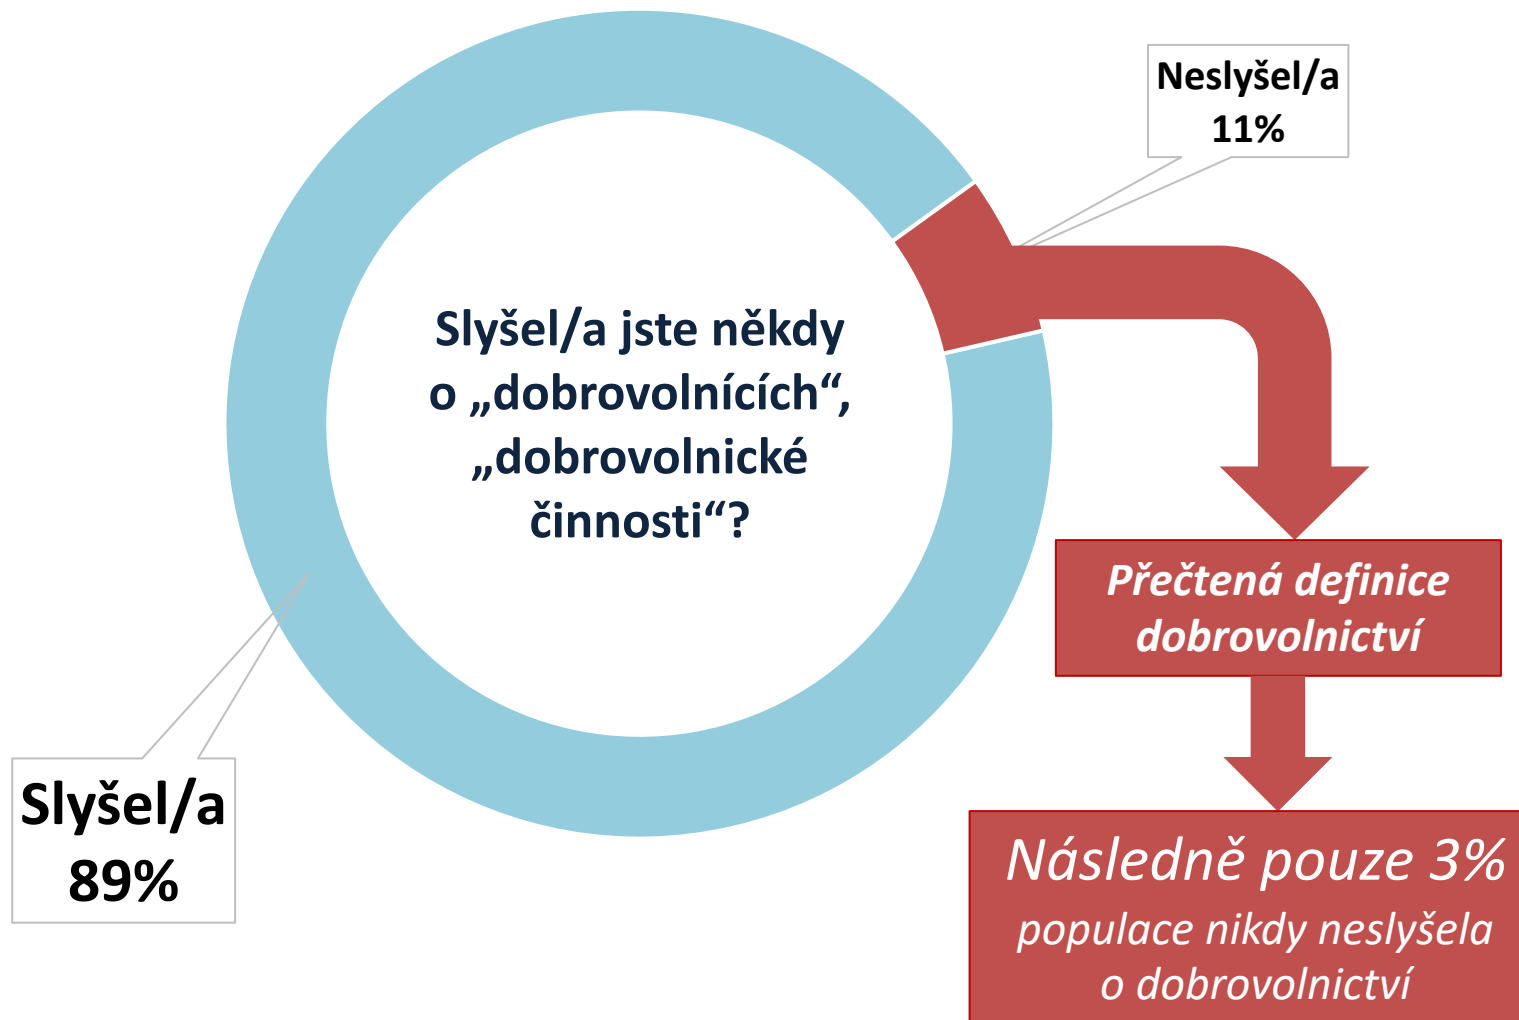 Neslyšel/a
11%
Slyšel/a jste někdy
o „dobrovolnících“,
„dobrovolnické
činnosti“?
Přečtená definice
dobrovolnictví
Slyšel/a
89%
Následně pouze 3%
populace nikdy neslyšela
o dobrovolnictví